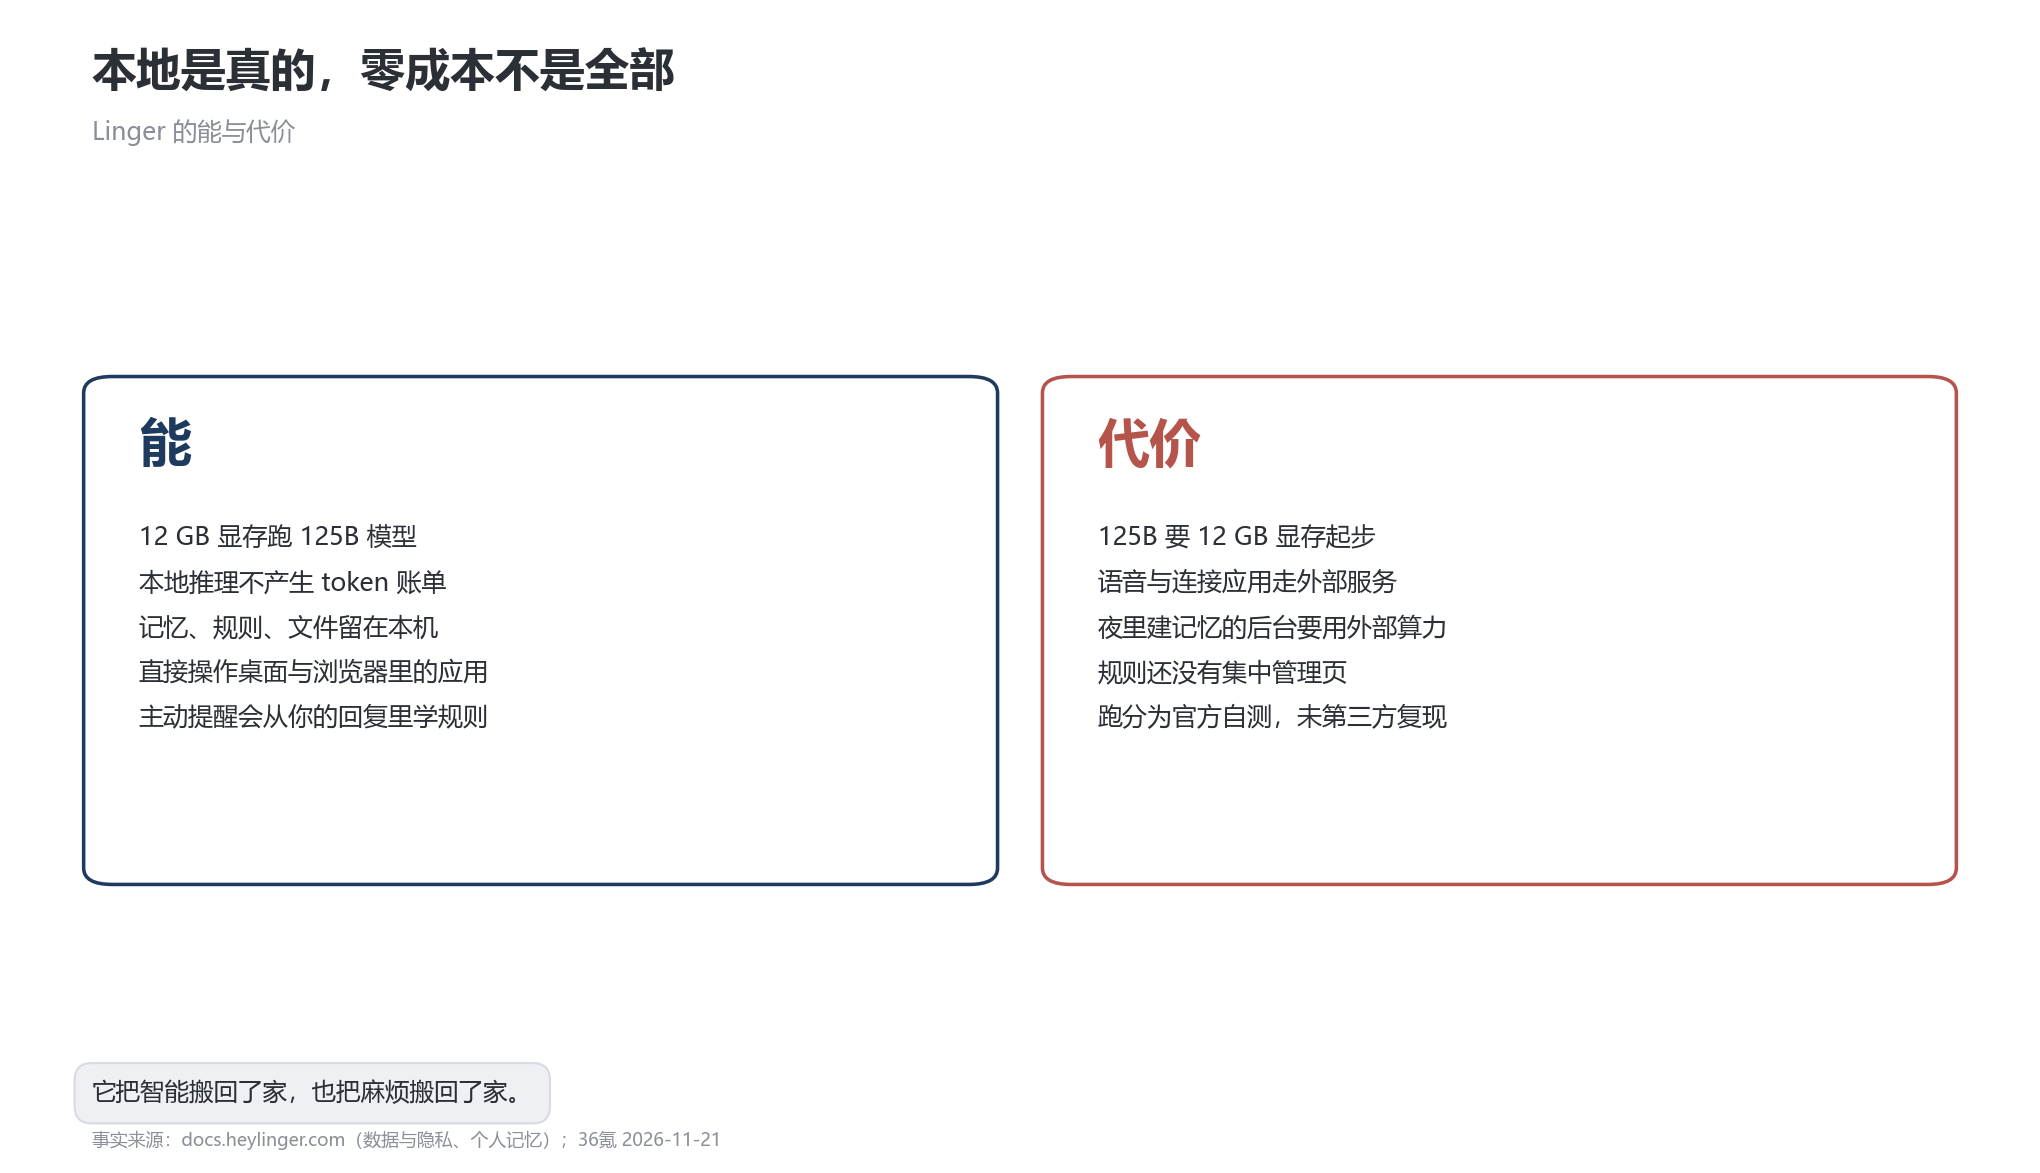 本地是真的，零成本不是全部
Linger 的能与代价
能
12 GB 显存跑 125B 模型
本地推理不产生 token 账单
记忆、规则、文件留在本机
直接操作桌面与浏览器里的应用
主动提醒会从你的回复里学规则
代价
125B 要 12 GB 显存起步
语音与连接应用走外部服务
夜里建记忆的后台要用外部算力
规则还没有集中管理页
跑分为官方自测，未第三方复现
它把智能搬回了家，也把麻烦搬回了家。
事实来源：docs.heylinger.com（数据与隐私、个人记忆）；36氪 2026-11-21